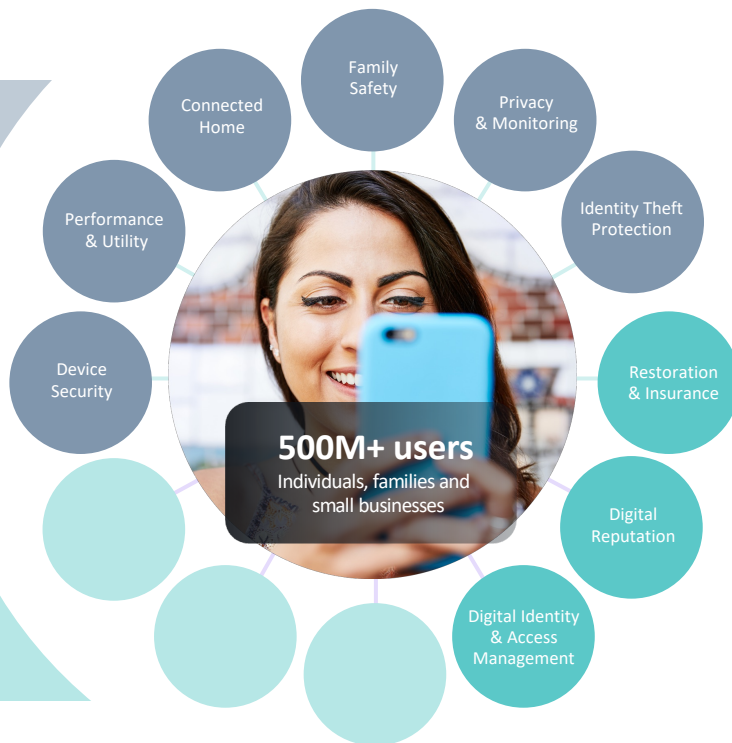 Family
Safety
Connected
Home
Privacy
& Monitoring
Performance
& Utility
Identity Theft
Protection
Device
Security
Restoration
& Insurance
500M+ users
Individuals, families and
small businesses
Digital
Reputation
Digital Identity
& Access
Management